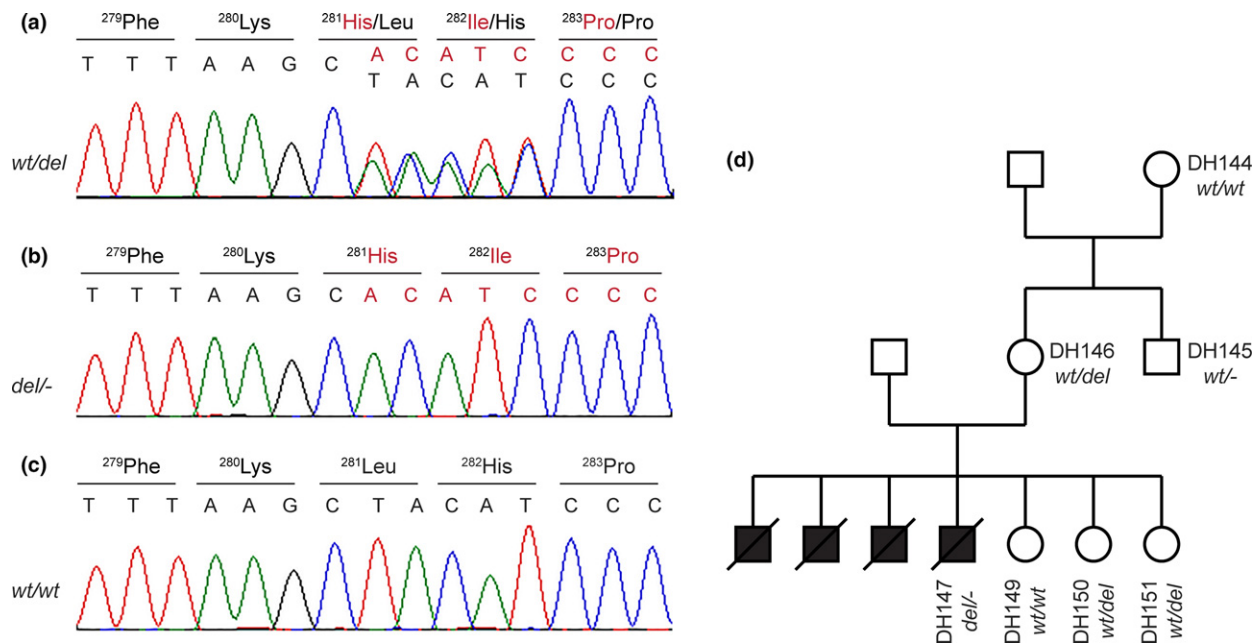 (a)
²⁷⁹Phe ²⁸⁰Lys ²⁸¹His/Leu ²⁸²Ile/His ²⁸³Pro/Pro
A C A T C C C C
T T T A A G C T A C A T C C C
wt/del
(b)
²⁷⁹Phe ²⁸⁰Lys ²⁸¹His ²⁸²Ile ²⁸³Pro
T T T A A G C A C A T C C C C
del/-
(c)
²⁷⁹Phe ²⁸⁰Lys ²⁸¹Leu ²⁸²His ²⁸³Pro
T T T A A G C T A C A T C C C
wt/wt
(d)
DH144
wt/wt
DH146
wt/del
DH145
wt/-
DH147
del/-
DH149
wt/wt
DH150
wt/del
DH151
wt/del